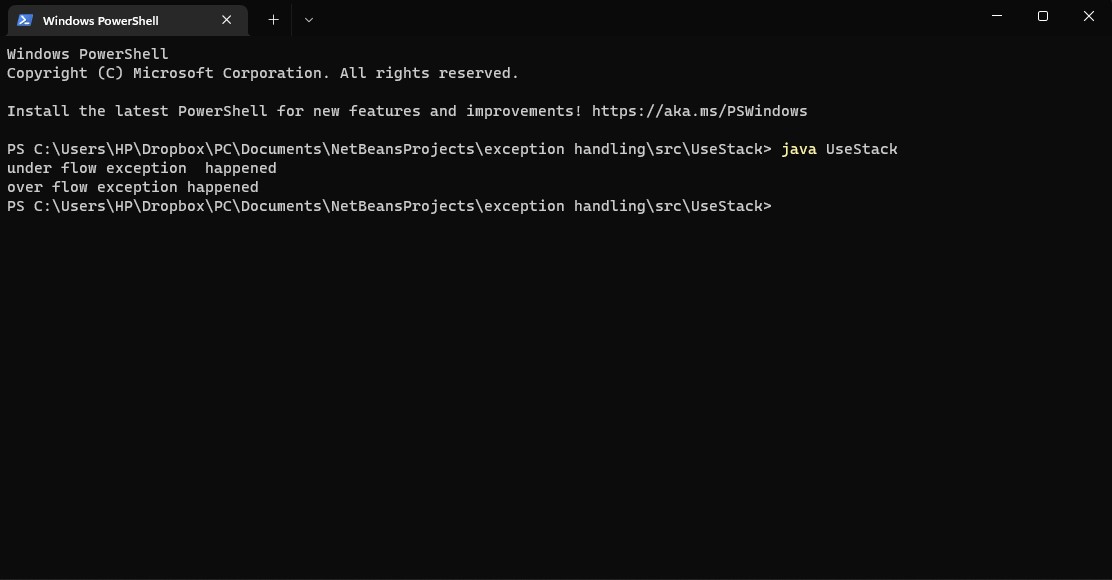 Windows PowerShell
Windows PowerShell
Copyright (C) Microsoft Corporation. All rights reserved.
Install the latest PowerShell for new features and improvements! https://aka.ms/PSWindows
PS C:\Users\HP\Dropbox\PC\Documents\NetBeansProjects\exception handling\src\UseStack> java UseStack
under flow exception  happened
over flow exception happened
PS C:\Users\HP\Dropbox\PC\Documents\NetBeansProjects\exception handling\src\UseStack>